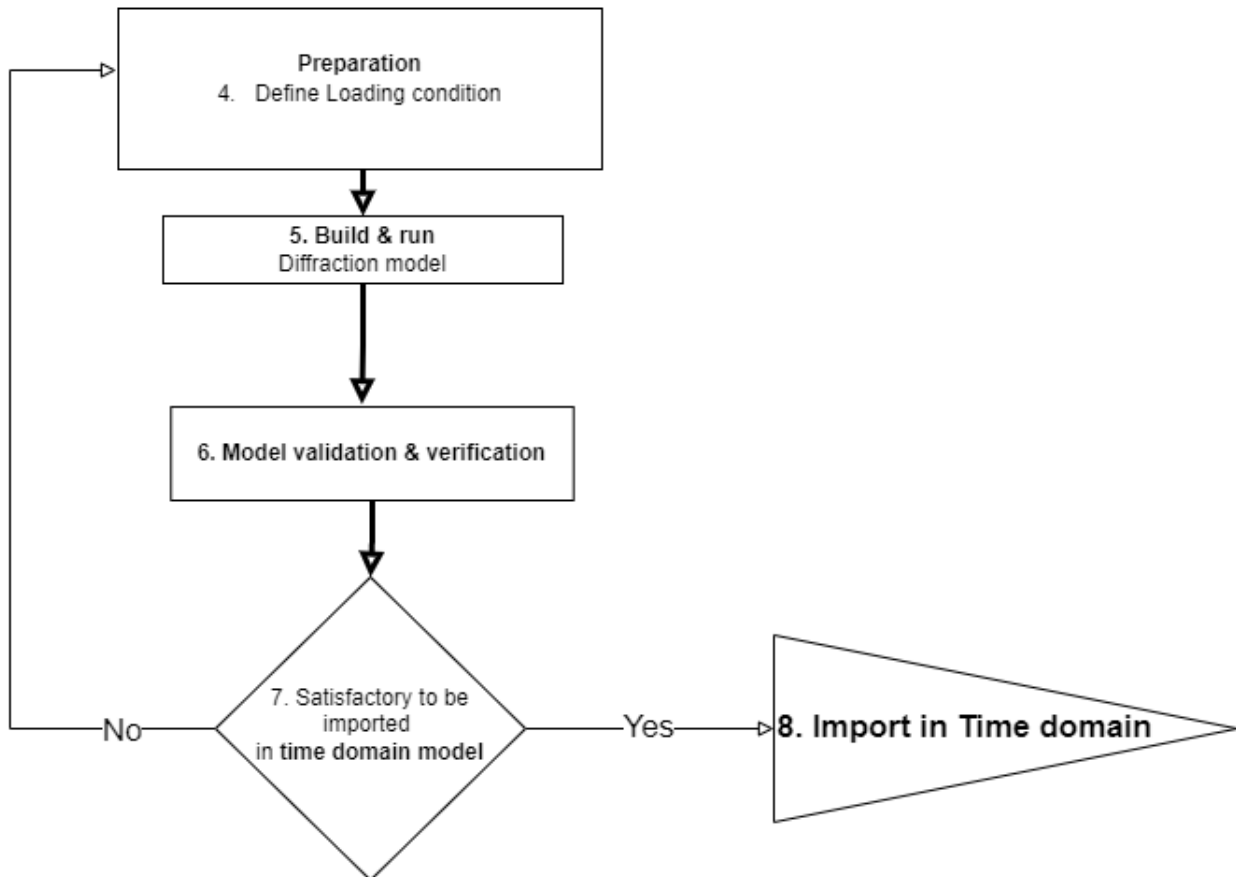 Preparation
4. Define Loading condition
5. Build & run
Diffraction model
6. Model validation & verification
7. Satisfactory to be
imported
in time domain model
No
Yes
8. Import in Time domain